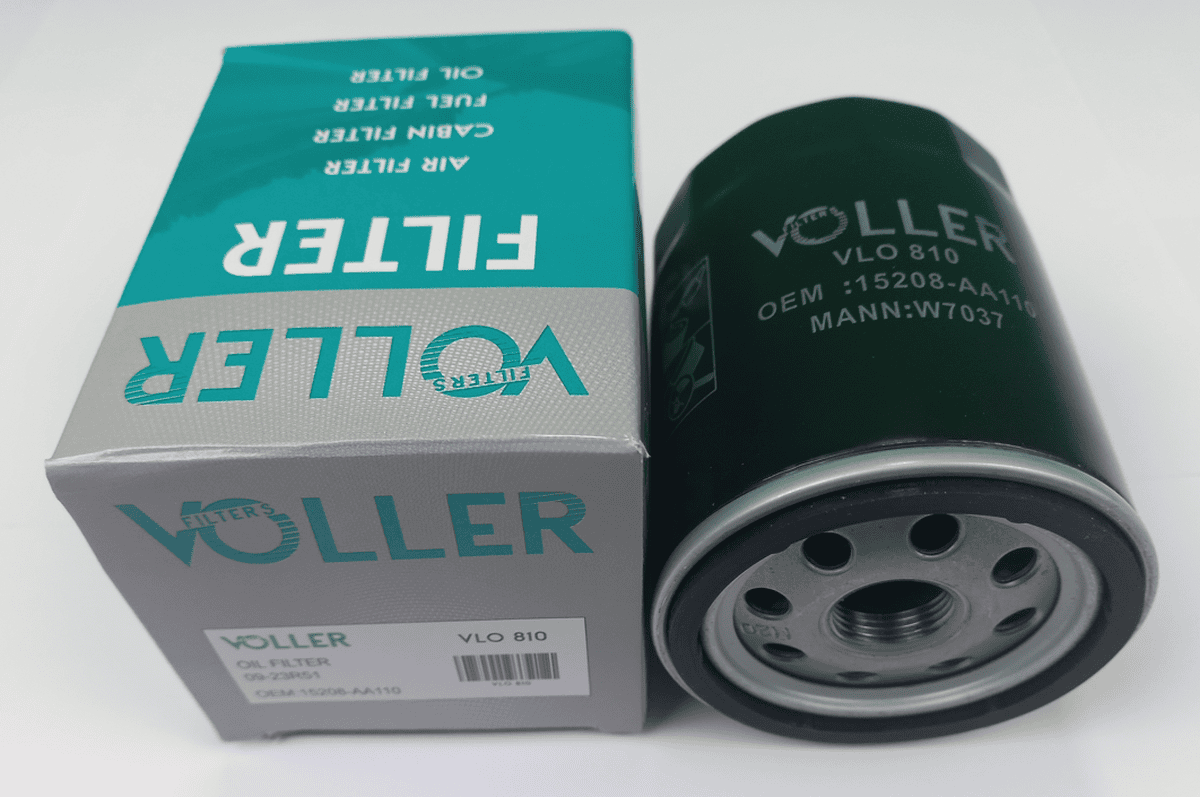 OIL FILTER
FUEL FILTER
CABIN FILTER
AIR FILTER
FILTER
VOLLER
FILTERS
VOLLER
FILTERS
VOLLER
VLO 810
OIL FILTER
09-23R51
OEM:15208-AA110
VLO 810
VOLLER
FILTERS
VLO 810
OEM :15208-AA110
MANN:W7037